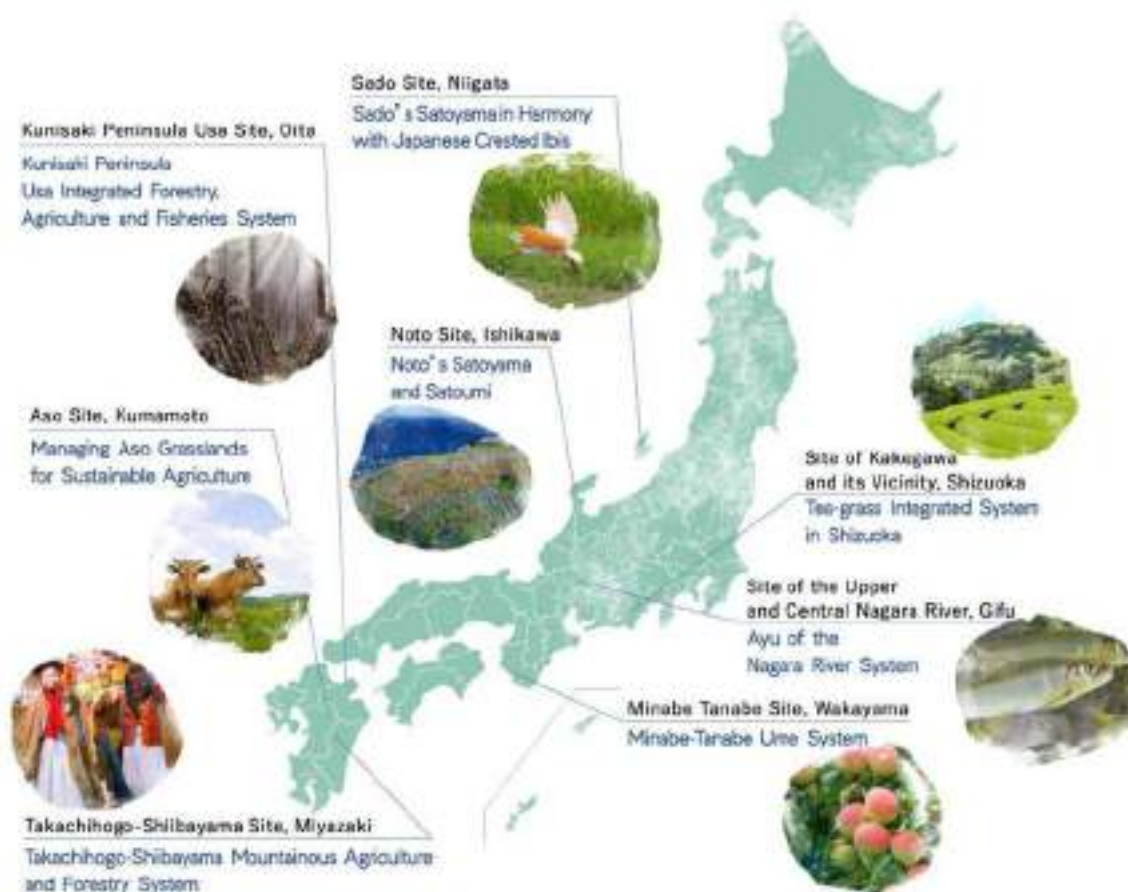 Sado Site, Niigata
Sado"s Satoyama in Harmony
with Japanese Crested Ibis
Kunisaki Peninsula Usa Site, Oita
Kunisaki Peninsula
Usa Integrated Forestry,
Agriculture and Fisheries System
Noto Site, Ishikawa
Noto"s Satoyama
and Satoumi
Aso Site, Kumamoto
Managing Aso Grasslands
for Sustainable Agriculture
Site of Kakegawa
and its Vicinity, Shizuoka
Tea-grass Integrated System
in Shizuoka
Site of the Upper
and Central Nagara River, Gifu
Ayu of the
Nagara River System
Minabe Tanabe Site, Wakayama
Minabe-Tanabe Ume System
Takachihogo-Shiibayama Site, Miyazaki
Takachihogo-Shiibayama Mountainous Agriculture
and Forestry System